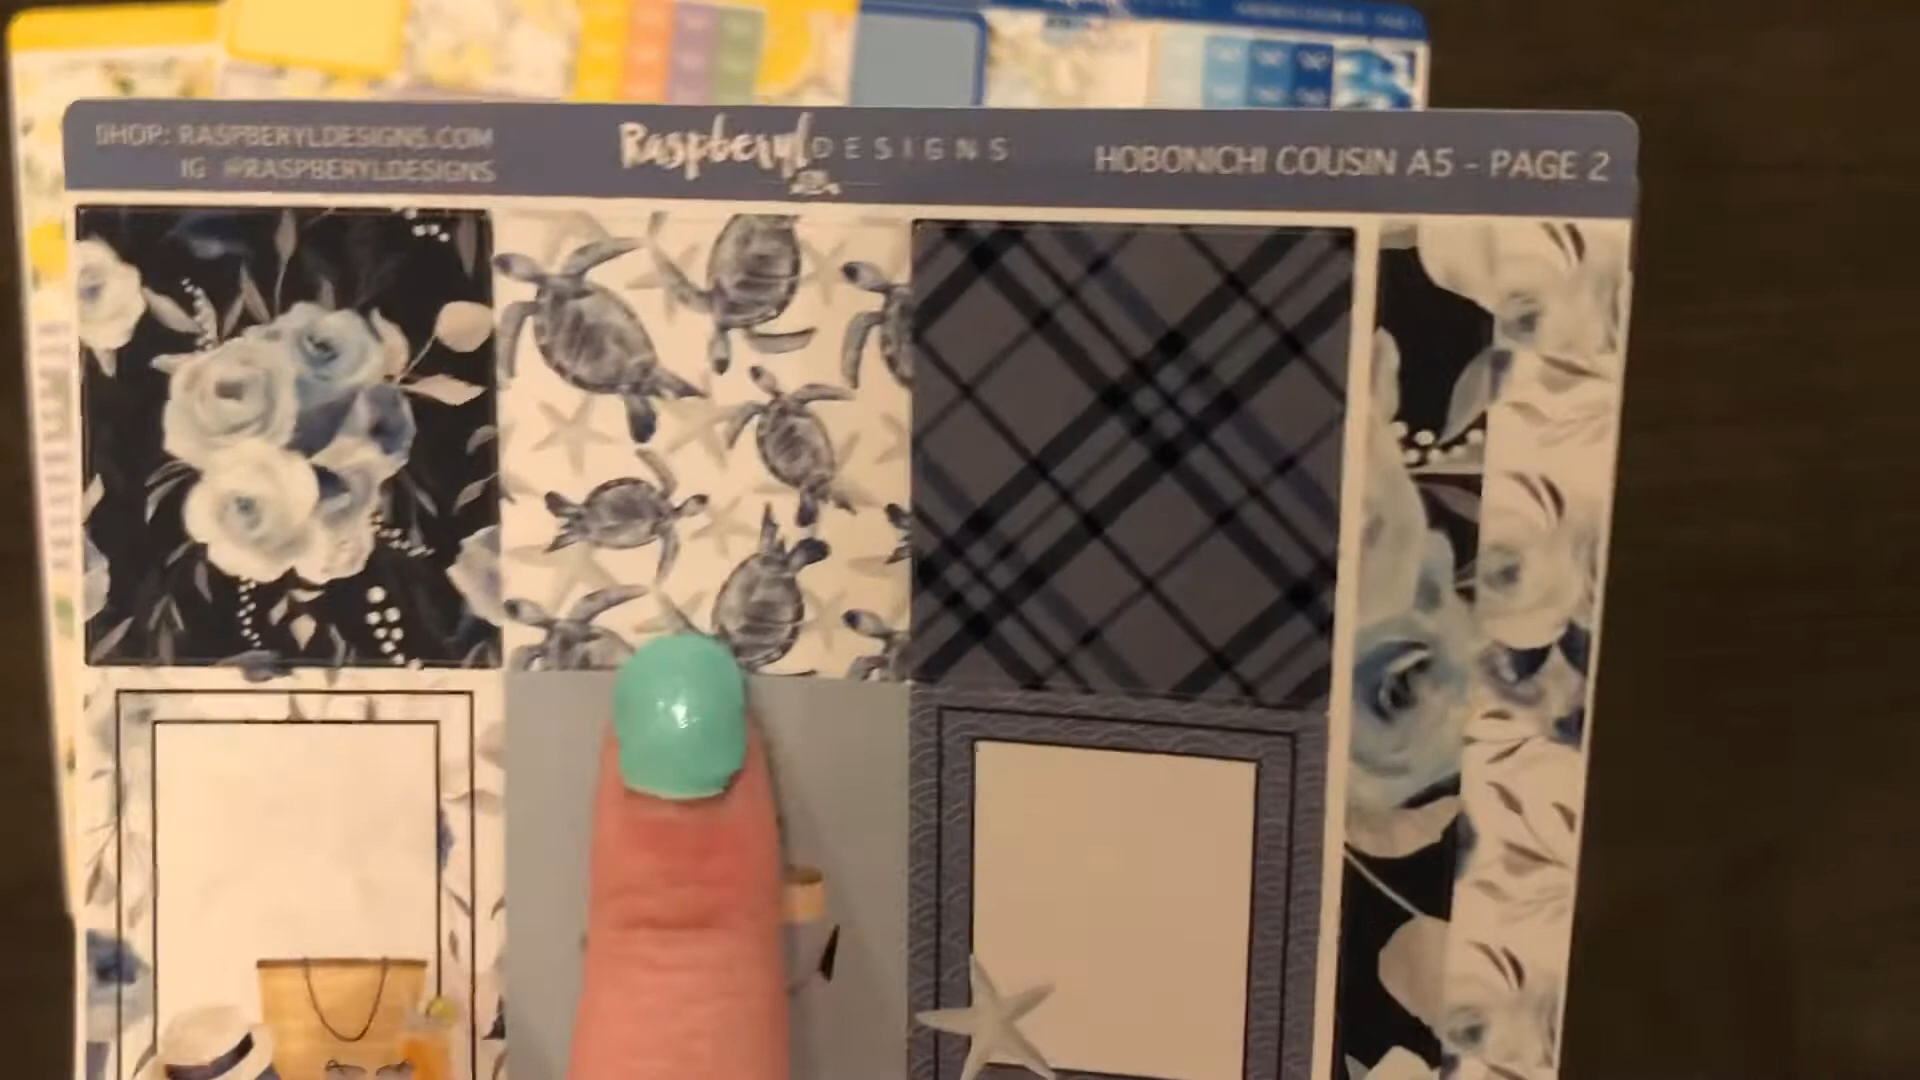 SHOP: RASPBERYLDESIGNS.COM
IG @RASPBERYLDESIGNS
Raspberyl DESIGNS
HOBONICHI COUSIN A5 - PAGE 2